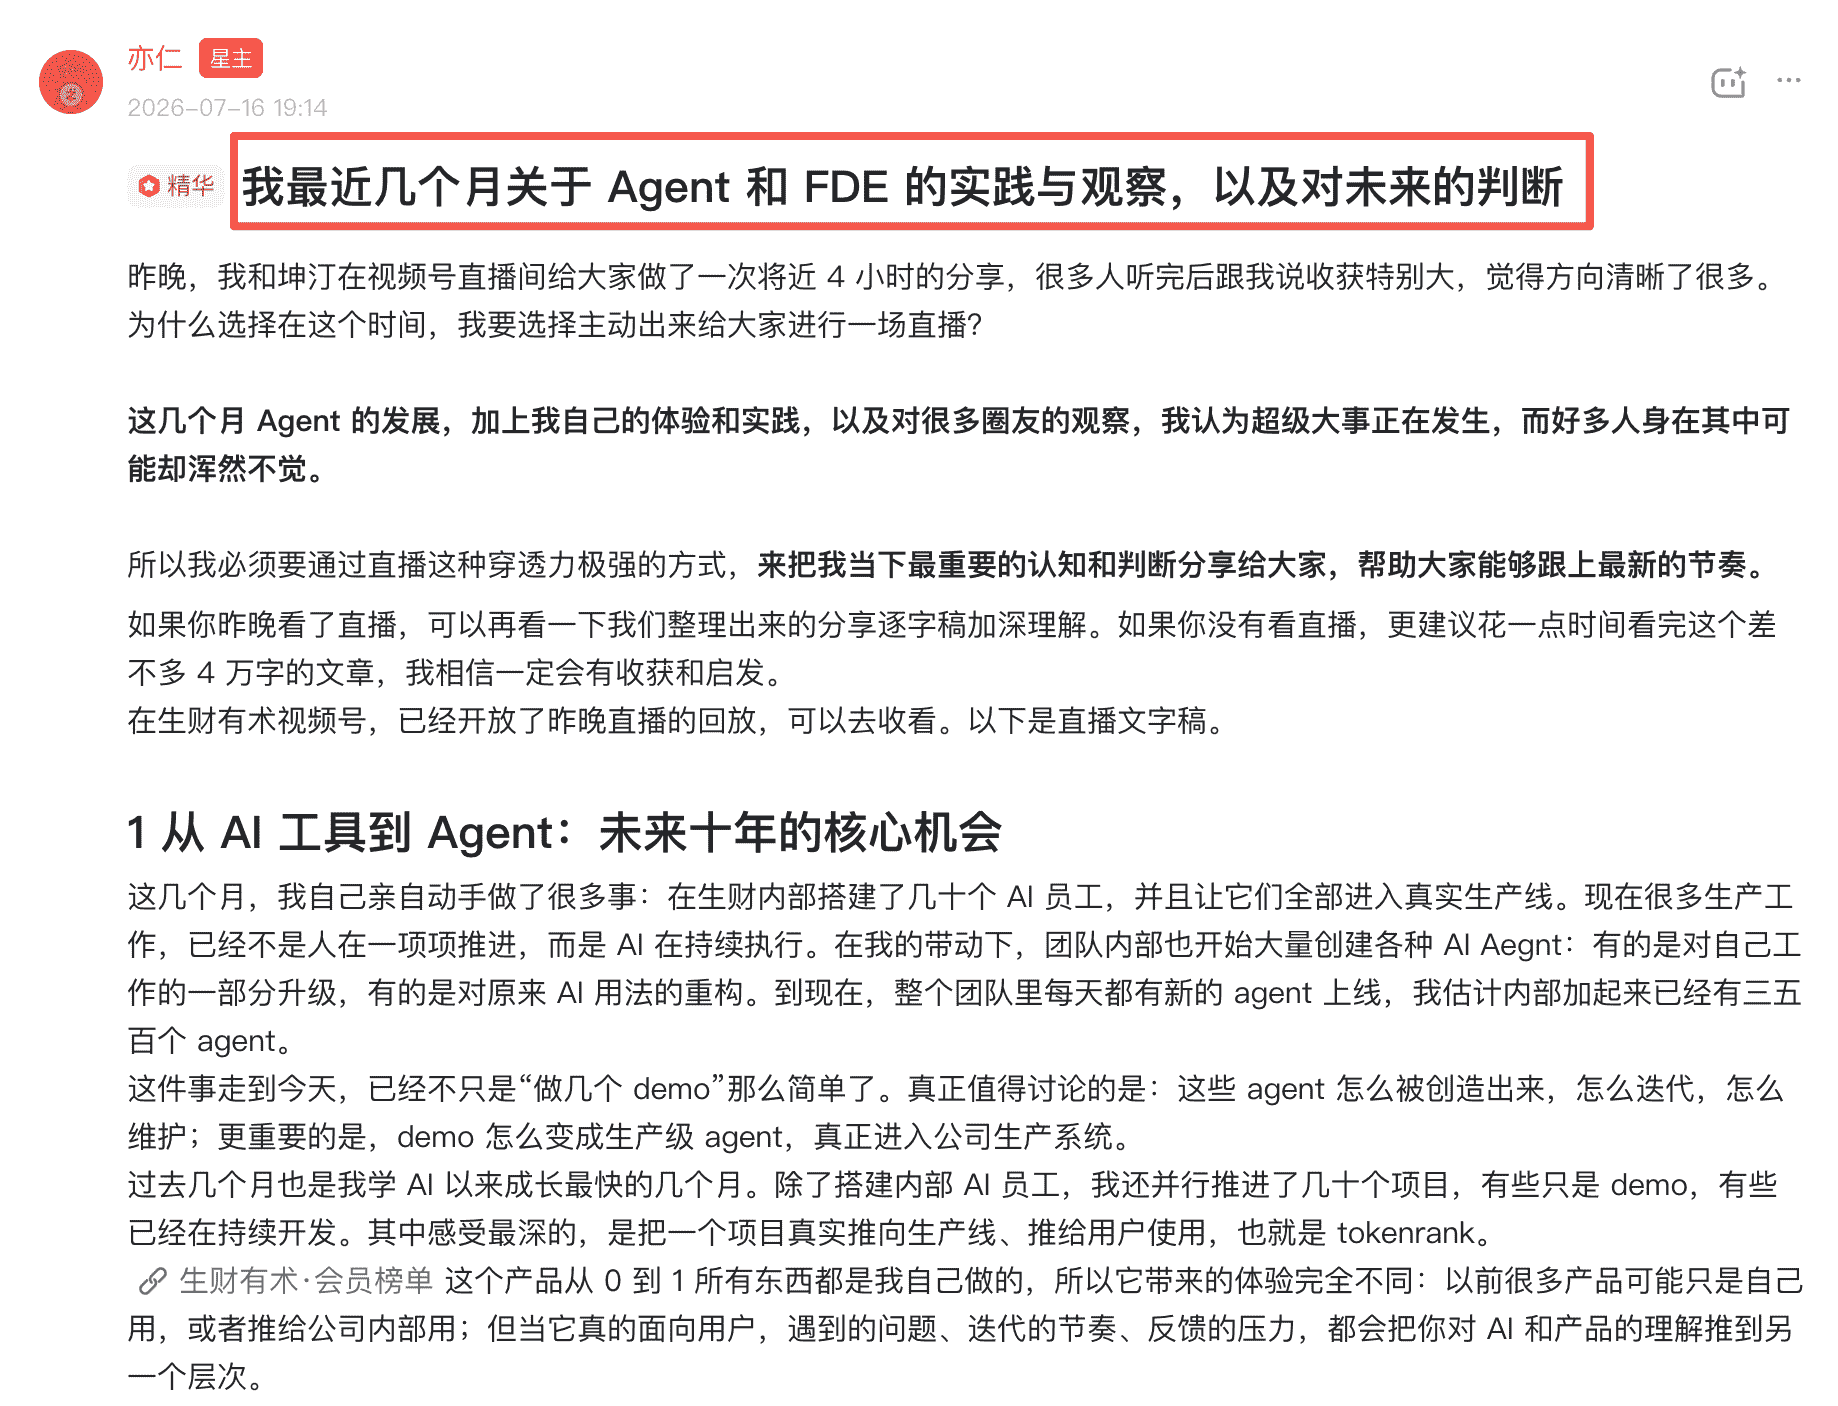 亦仁 星主
2026-07-16 19:14
精华 我最近几个月关于 Agent 和 FDE 的实践与观察，以及对未来的判断
昨晚，我和坤汀在视频号直播间给大家做了一次将近 4 小时的分享，很多人听完后跟我说收获特别大，觉得方向清晰了很多。
为什么选择在这个时间，我要选择主动出来给大家进行一场直播？
这几个月 Agent 的发展，加上我自己的体验和实践，以及对很多圈友的观察，我认为超级大事正在发生，而好多人身在其中可
能却浑然不觉。
所以我必须要通过直播这种穿透力极强的方式，来把我当下最重要的认知和判断分享给大家，帮助大家能够跟上最新的节奏。
如果你昨晚看了直播，可以再看一下我们整理出来的分享逐字稿加深理解。如果你没有看直播，更建议花一点时间看完这个差
不多 4 万字的文章，我相信一定会有收获和启发。
在生财有术视频号，已经开放了昨晚直播的回放，可以去收看。以下是直播文字稿。
1 从 AI 工具到 Agent：未来十年的核心机会
这几个月，我自己亲自动手做了很多事：在生财内部搭建了几十个 AI 员工，并且让它们全部进入真实生产线。现在很多生产工
作，已经不是人在一项项推进，而是 AI 在持续执行。在我的带动下，团队内部也开始大量创建各种 AI Aegnt：有的是对自己工
作的一部分升级，有的是对原来 AI 用法的重构。到现在，整个团队里每天都有新的 agent 上线，我估计内部加起来已经有三五
百个 agent。
这件事走到今天，已经不只是“做几个 demo”那么简单了。真正值得讨论的是：这些 agent 怎么被创造出来，怎么迭代，怎么
维护；更重要的是，demo 怎么变成生产级 agent，真正进入公司生产系统。
过去几个月也是我学 AI 以来成长最快的几个月。除了搭建内部 AI 员工，我还并行推进了几十个项目，有些只是 demo，有些
已经在持续开发。其中感受最深的，是把一个项目真实推向生产线、推给用户使用，也就是 tokenrank。
生财有术·会员榜单 这个产品从 0 到 1 所有东西都是我自己做的，所以它带来的体验完全不同：以前很多产品可能只是自己
用，或者推给公司内部用；但当它真的面向用户，遇到的问题、迭代的节奏、反馈的压力，都会把你对 AI 和产品的理解推到另
一个层次。